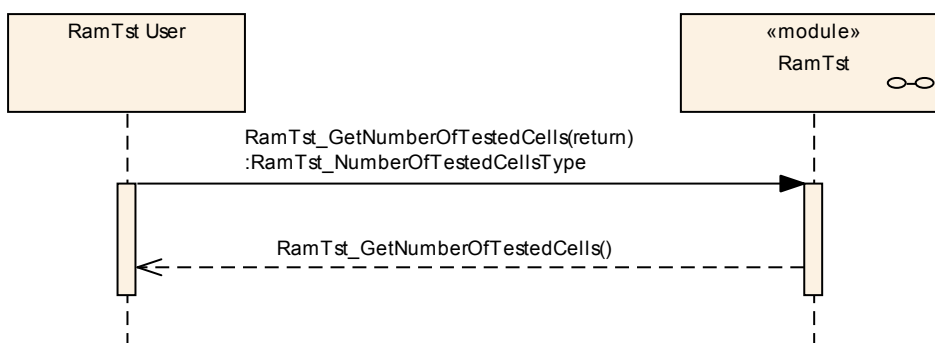 RamTst User
«module»
RamTst
RamTst_GetNumberOfTestedCells(return)
:RamTst_NumberOfTestedCellsType
RamTst_GetNumberOfTestedCells()